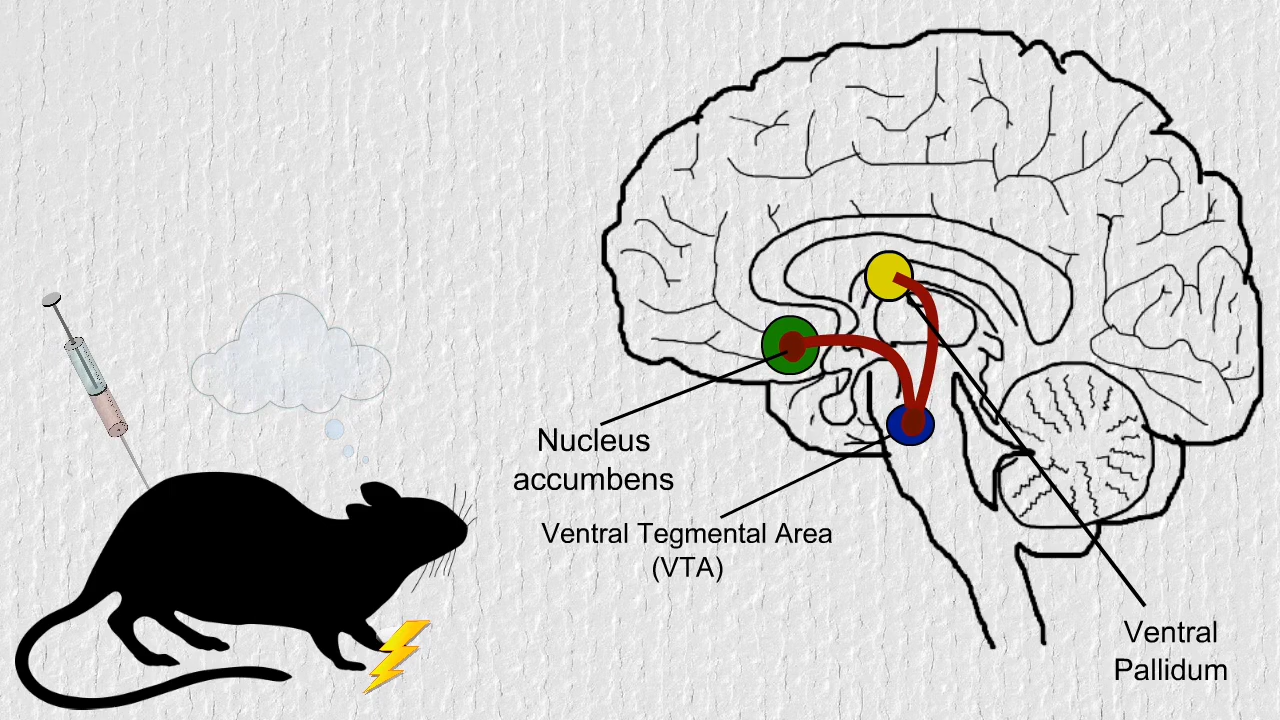 Nucleus
accumbens
Ventral Tegmental Area
(VTA)
Ventral
Pallidum